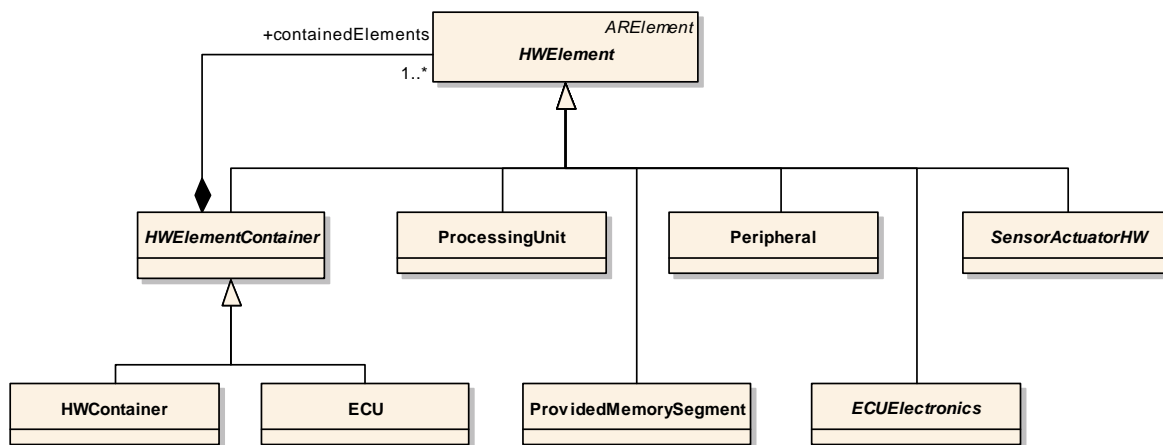 ARElement
HWElement
+containedElements
1..*
HWElementContainer
ProcessingUnit
Peripheral
SensorActuatorHW
HWContainer
ECU
ProvidedMemorySegment
ECUElectronics